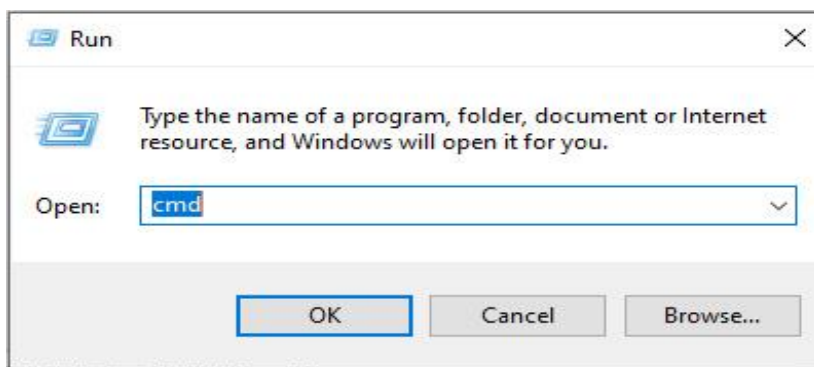 Run
Type the name of a program, folder, document or Internet
resource, and Windows will open it for you.
Open: cmd
OK Cancel Browse...